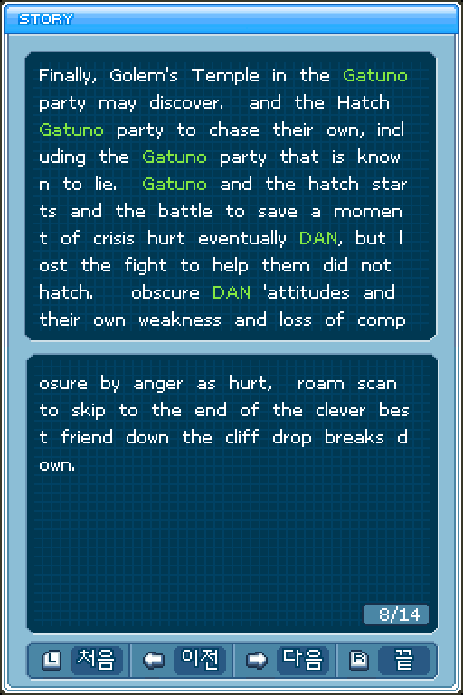 STORY
Finally, Golem's Temple in the Gatuno
party may discover. and the Hatch
Gatuno party to chase their own, incl
uding the Gatuno party that is know
n to lie. Gatuno and the hatch star
ts and the battle to save a momen
t of crisis hurt eventually DAN, but l
ost the fight to help them did not
hatch. obscure DAN 'attitudes and
their own weakness and loss of comp
osure by anger as hurt, roam scan
to skip to the end of the clever bes
t friend down the cliff drop breaks d
own.
8/14
L 처음 이전 다음 R 끝